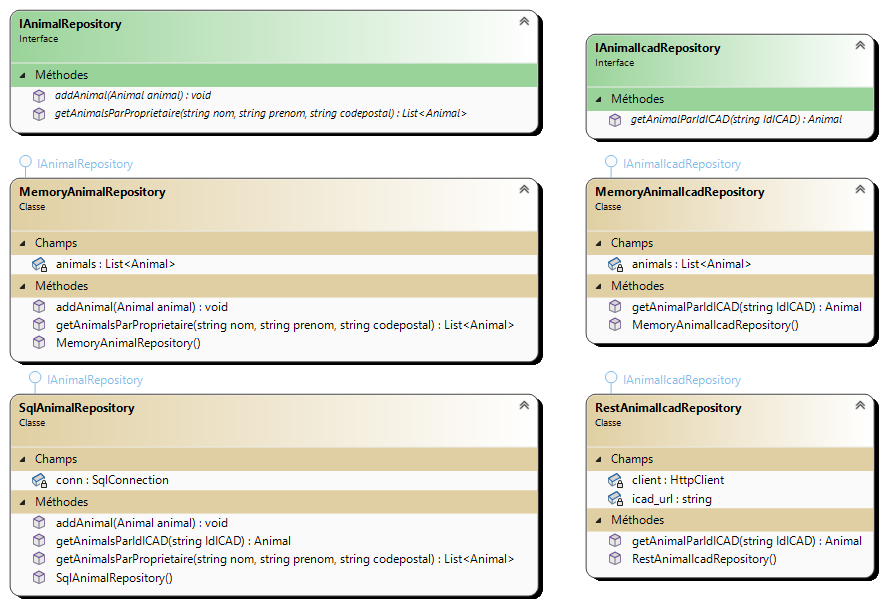 IAnimalRepository
Interface
Méthodes
addAnimal(Animal animal) : void
getAnimalsParProprietaire(string nom, string prenom, string codepostal) : List<Animal>
IAnimalRepository
MemoryAnimalRepository
Classe
Champs
animals : List<Animal>
Méthodes
addAnimal(Animal animal) : void
getAnimalsParProprietaire(string nom, string prenom, string codepostal) : List<Animal>
MemoryAnimalRepository()
IAnimalRepository
SqlAnimalRepository
Classe
Champs
conn : SqlConnection
Méthodes
addAnimal(Animal animal) : void
getAnimalsParIdICAD(string IdICAD) : Animal
getAnimalsParProprietaire(string nom, string prenom, string codepostal) : List<Animal>
SqlAnimalRepository()
IAnimalIcadRepository
Interface
Méthodes
getAnimalParIdICAD(string IdICAD) : Animal
IAnimalIcadRepository
MemoryAnimalIcadRepository
Classe
Champs
animals : List<Animal>
Méthodes
getAnimalParIdICAD(string IdICAD) : Animal
MemoryAnimalIcadRepository()
IAnimalIcadRepository
RestAnimalIcadRepository
Classe
Champs
client : HttpClient
icad_url : string
Méthodes
getAnimalParIdICAD(string IdICAD) : Animal
RestAnimalIcadRepository()